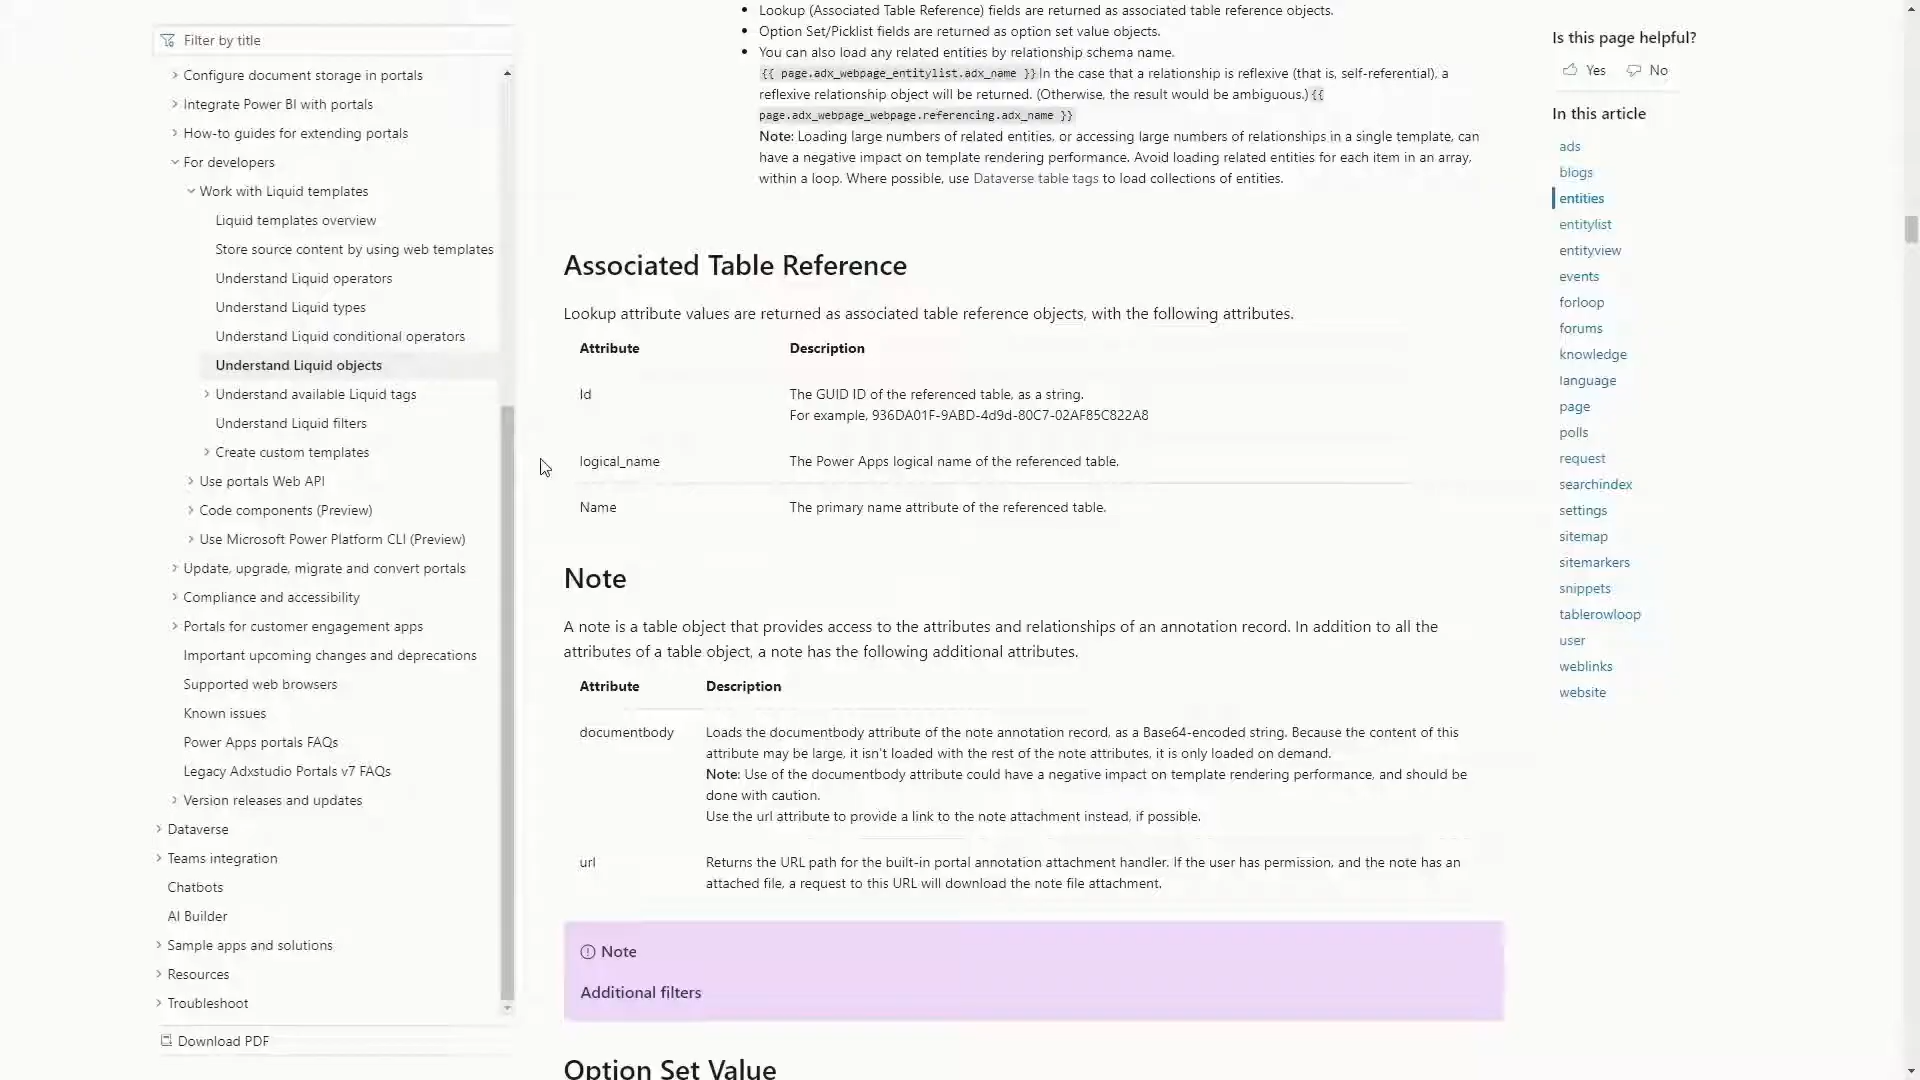 Filter by title
Configure document storage in portals
Integrate Power BI with portals
How-to guides for extending portals
For developers
Work with Liquid templates
Liquid templates overview
Store source content by using web templates
Understand Liquid operators
Understand Liquid types
Understand Liquid conditional operators
Understand Liquid objects
Understand available Liquid tags
Understand Liquid filters
Create custom templates
Use portals Web API
Code components (Preview)
Use Microsoft Power Platform CLI (Preview)
Update, upgrade, migrate and convert portals
Compliance and accessibility
Portals for customer engagement apps
Important upcoming changes and deprecations
Supported web browsers
Known issues
Power Apps portals FAQs
Legacy Adxstudio Portals v7 FAQs
Version releases and updates
Dataverse
Teams integration
Chatbots
AI Builder
Sample apps and solutions
Resources
Troubleshoot
Download PDF
• Lookup (Associated Table Reference) fields are returned as associated table reference objects.
• Option Set/Picklist fields are returned as option set value objects.
• You can also load any related entities by relationship schema name.
{{ page.adx_webpage_entitylist.adx_name }}In the case that a relationship is reflexive (that is, self-referential), a
reflexive relationship object will be returned. (Otherwise, the result would be ambiguous.) {{
page.adx_webpage_webpage.referencing.adx_name }}
Note: Loading large numbers of related entities, or accessing large numbers of relationships in a single template, can
have a negative impact on template rendering performance. Avoid loading related entities for each item in an array,
within a loop. Where possible, use Dataverse table tags to load collections of entities.
Associated Table Reference
Lookup attribute values are returned as associated table reference objects, with the following attributes.
Attribute Description
Id The GUID ID of the referenced table, as a string.
For example, 936DA01F-9ABD-4d9d-80C7-02AF85C822A8
logical_name The Power Apps logical name of the referenced table.
Name The primary name attribute of the referenced table.
Note
A note is a table object that provides access to the attributes and relationships of an annotation record. In addition to all the
attributes of a table object, a note has the following additional attributes.
Attribute Description
documentbody Loads the documentbody attribute of the note annotation record, as a Base64-encoded string. Because the content of this
attribute may be large, it isn't loaded with the rest of the note attributes, it is only loaded on demand.
Note: Use of the documentbody attribute could have a negative impact on template rendering performance, and should be
done with caution.
Use the url attribute to provide a link to the note attachment instead, if possible.
url Returns the URL path for the built-in portal annotation attachment handler. If the user has permission, and the note has an
attached file, a request to this URL will download the note file attachment.
Note
Additional filters
Option Set Value
Is this page helpful?
Yes No
In this article
ads
blogs
entities
entitylist
entityview
events
forloop
forums
knowledge
language
page
polls
request
searchindex
settings
sitemap
sitemarkers
snippets
tablerowloop
user
weblinks
website